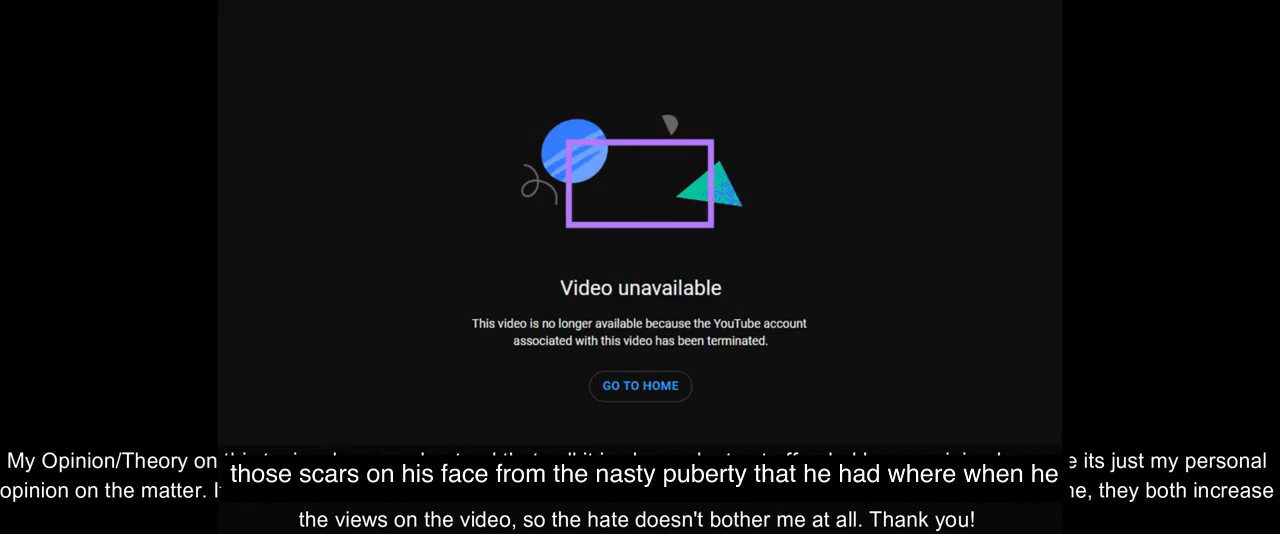 Video unavailable
This video is no longer available because the YouTube account
associated with this video has been terminated.
GO TO HOME
My Opinion/Theory on its just my personal
those scars on his face from the nasty puberty that he had where when he
opinion on the matter. they both increase
the views on the video, so the hate doesn't bother me at all. Thank you!